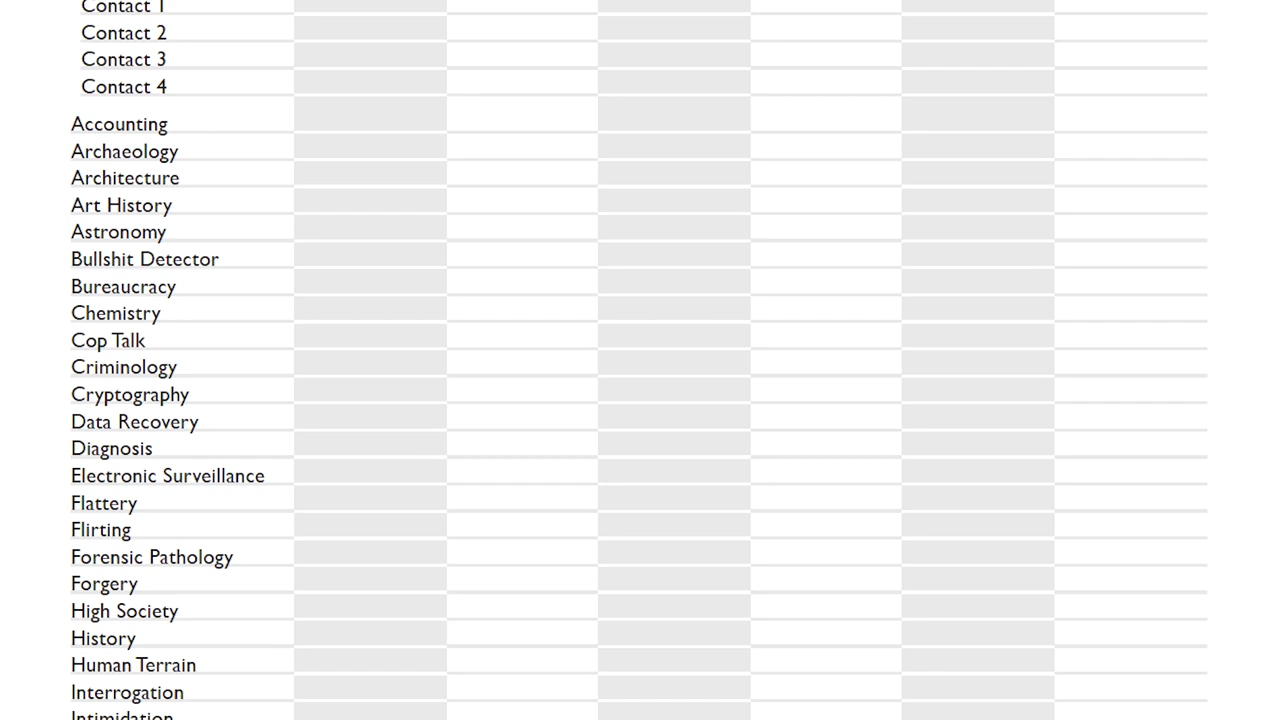 Contact 1
Contact 2
Contact 3
Contact 4
Accounting
Archaeology
Architecture
Art History
Astronomy
Bullshit Detector
Bureaucracy
Chemistry
Cop Talk
Criminology
Cryptography
Data Recovery
Diagnosis
Electronic Surveillance
Flattery
Flirting
Forensic Pathology
Forgery
High Society
History
Human Terrain
Interrogation
Intimidation